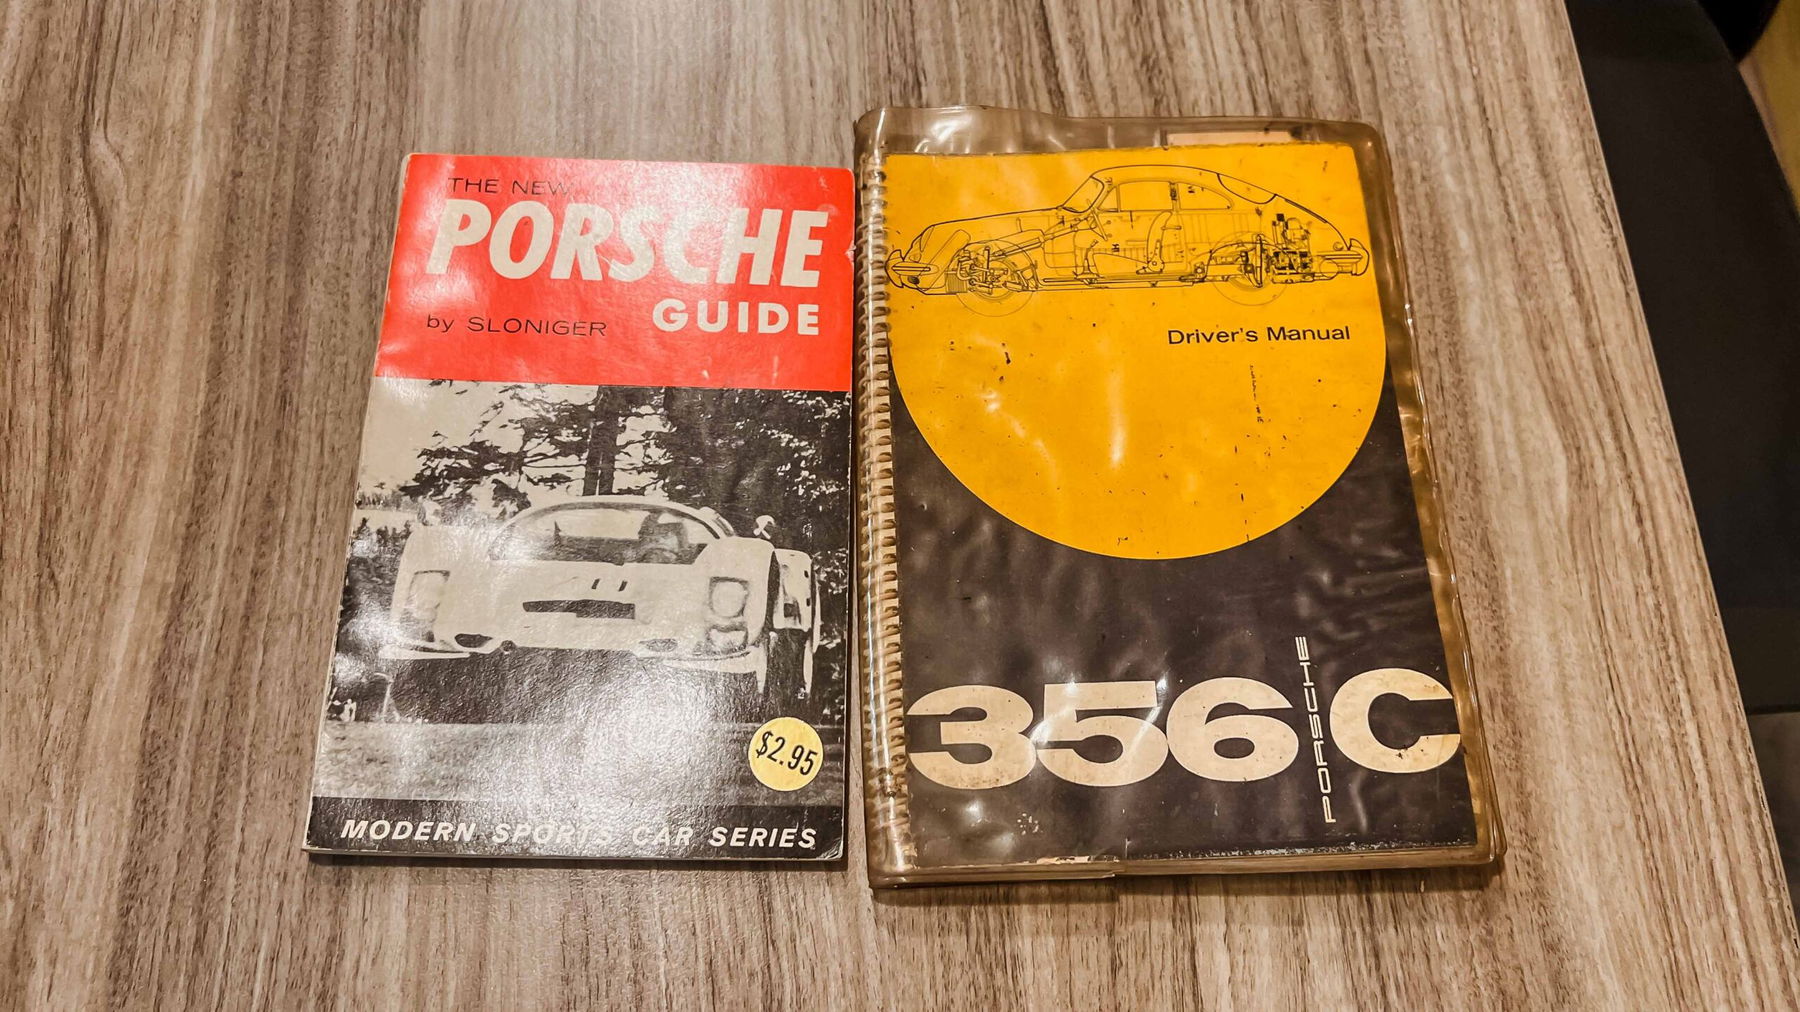 THE NEW
PORSCHE
GUIDE
by SLONIGER
$2.95
MODERN SPORTS CAR SERIES
Driver's Manual
356 C
PORSCHE